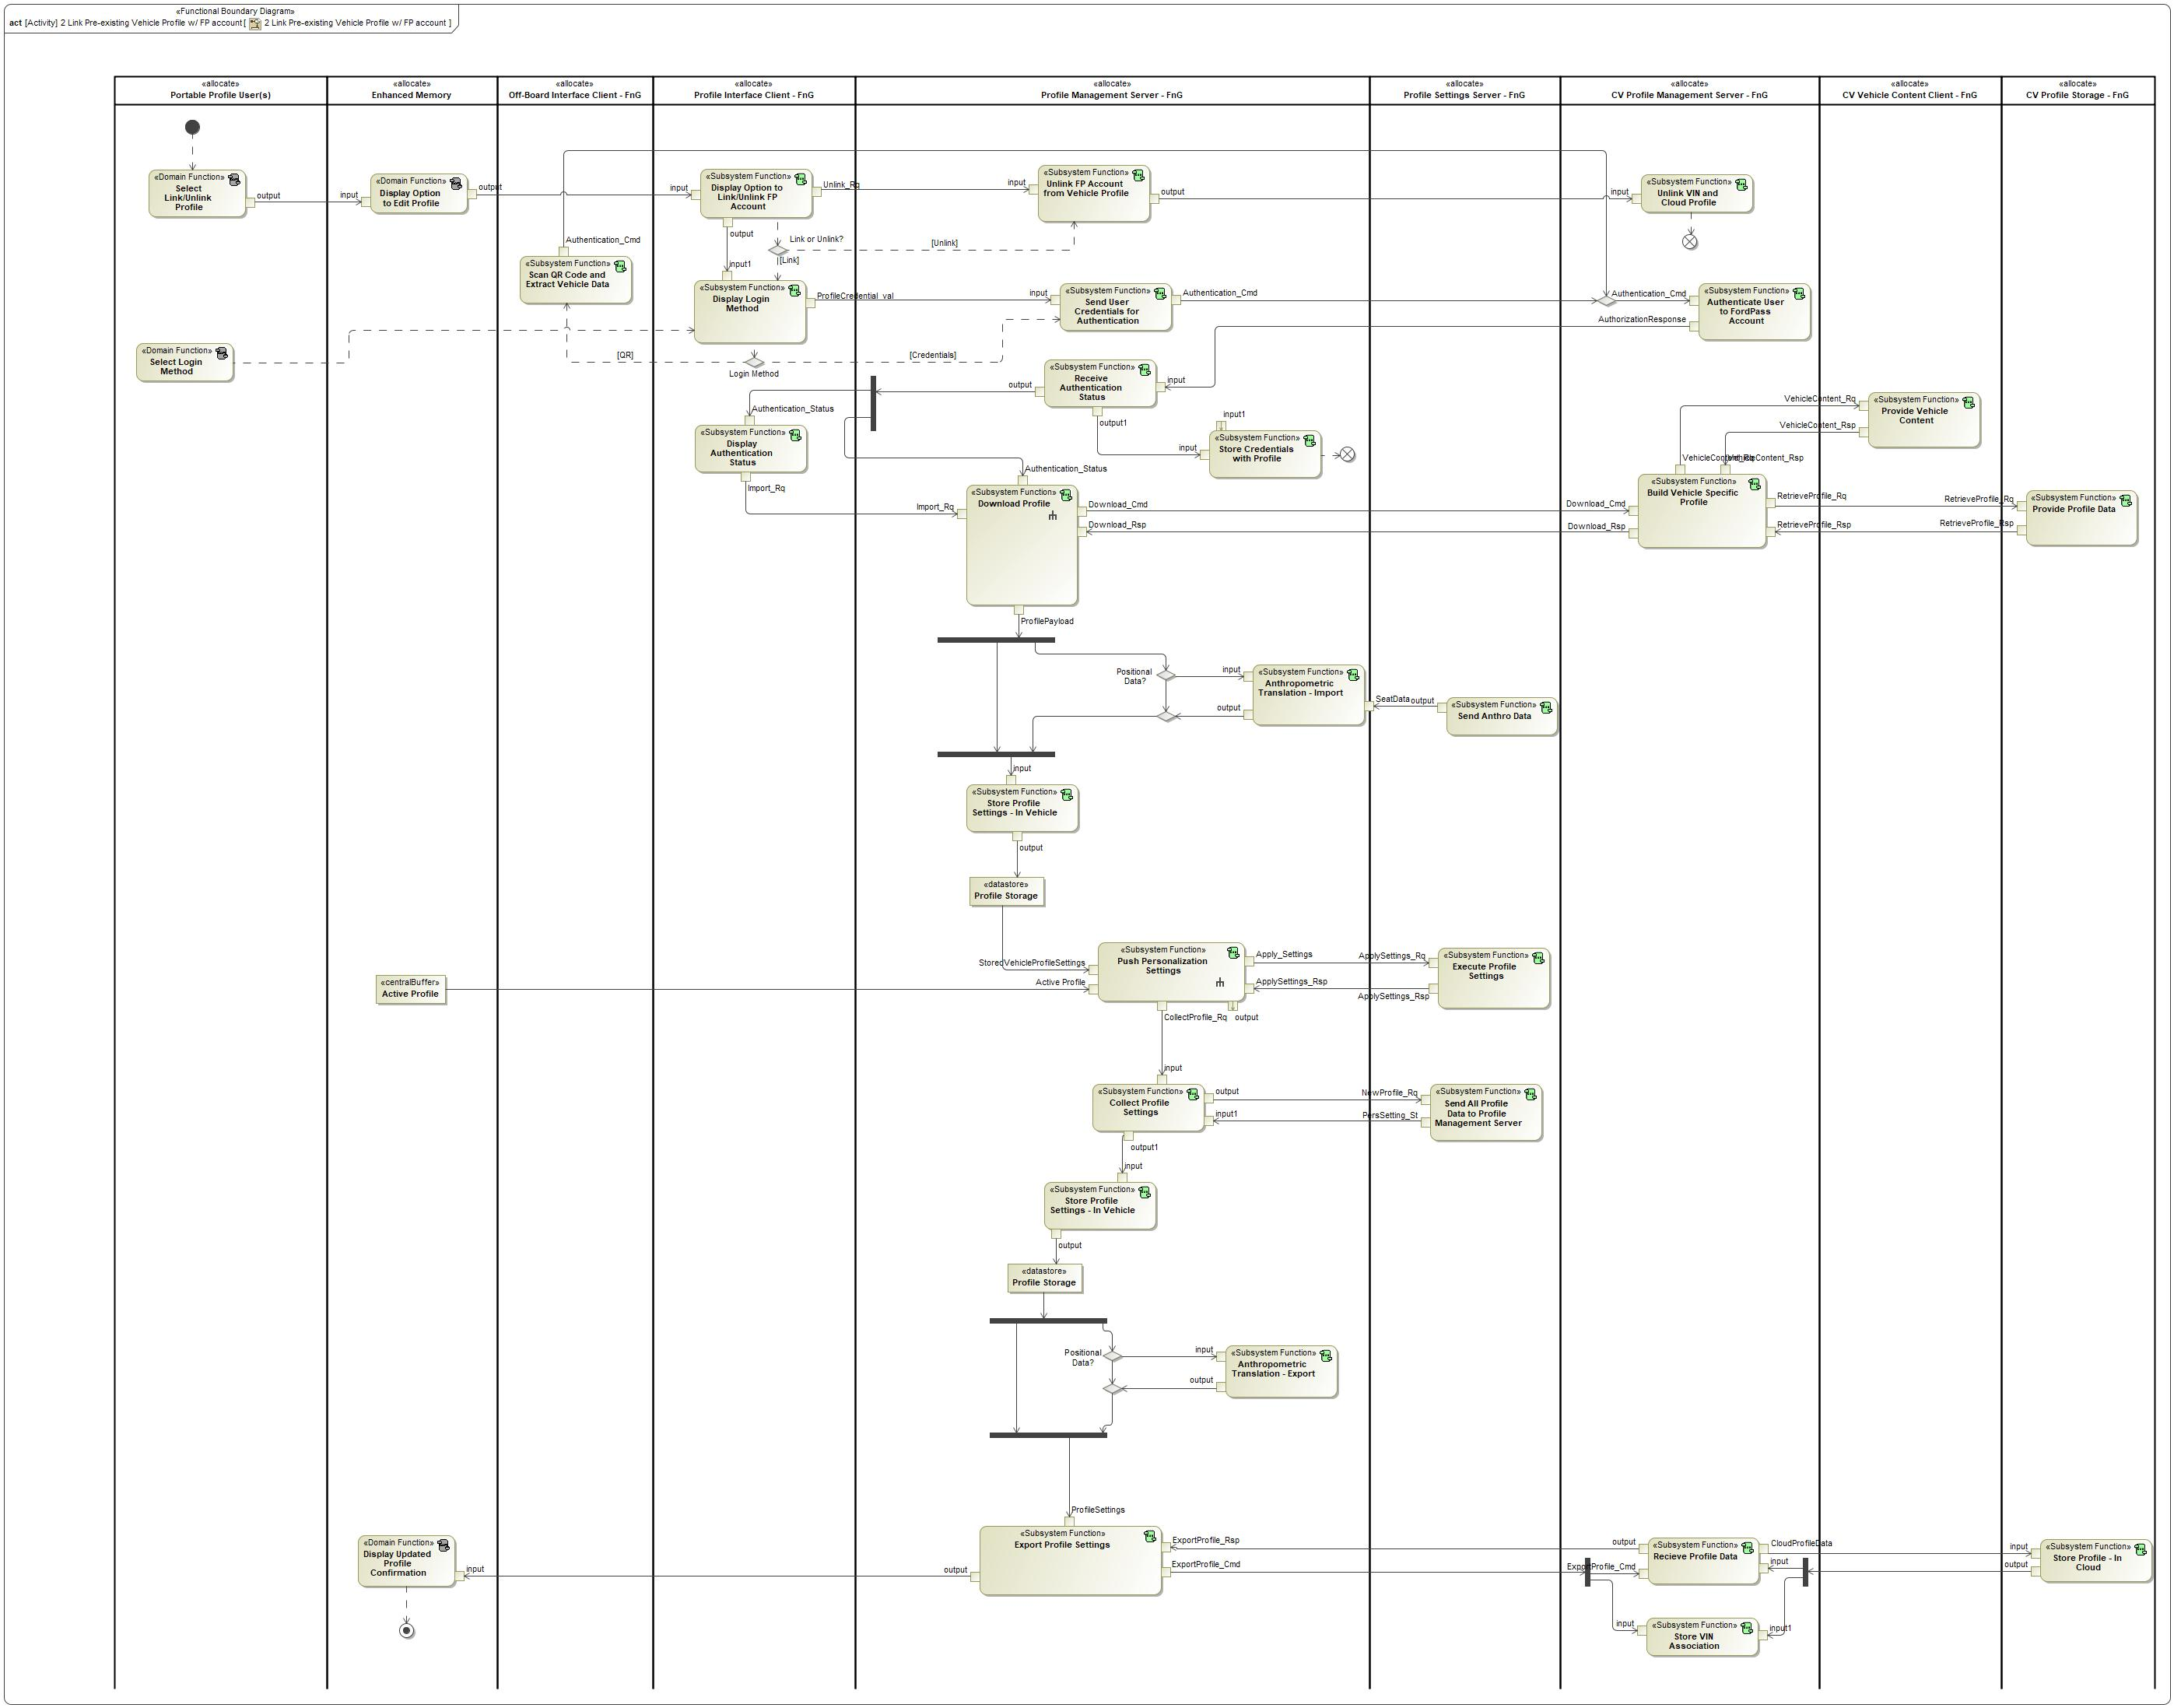 «Functional Boundary Diagram»
act [Activity] 2 Link Pre-existing Vehicle Profile w/ FP account [ 2 Link Pre-existing Vehicle Profile w/ FP account ]
«allocate»
Portable Profile User(s)
«allocate»
Enhanced Memory
«allocate»
Off-Board Interface Client - FnG
«allocate»
Profile Interface Client - FnG
«allocate»
Profile Management Server - FnG
«allocate»
Profile Settings Server - FnG
«allocate»
CV Profile Management Server - FnG
«allocate»
CV Vehicle Content Client - FnG
«allocate»
CV Profile Storage - FnG
«Domain Function»
Select
Link/Unlink
Profile
output
input
«Domain Function»
Display Option
to Edit Profile
output
input
«Subsystem Function»
Display Option to
Link/Unlink FP
Account
Unlink_Rq
output
input
«Subsystem Function»
Unlink FP Account
from Vehicle Profile
output
input
«Subsystem Function»
Unlink VIN and
Cloud Profile
Link or Unlink?
[Unlink]
[Link]
Authentication_Cmd
«Subsystem Function»
Scan QR Code and
Extract Vehicle Data
input1
«Subsystem Function»
Display Login
Method
ProfileCredential_val
input
«Subsystem Function»
Send User
Credentials for
Authentication
Authentication_Cmd
Authentication_Cmd
AuthorizationResponse
«Subsystem Function»
Authenticate User
to FordPass
Account
«Domain Function»
Select Login
Method
[QR]
[Credentials]
Login Method
output
«Subsystem Function»
Receive
Authentication
Status
input
output1
Authentication_Status
«Subsystem Function»
Display
Authentication
Status
Import_Rq
input1
input
«Subsystem Function»
Store Credentials
with Profile
VehicleContent_Rq
VehicleContent_Rsp
«Subsystem Function»
Provide Vehicle
Content
Authentication_Status
Import_Rq
«Subsystem Function»
Download Profile
Download_Cmd
Download_Rsp
Download_Cmd
Download_Rsp
VehicleContent_Rq
VehicleContent_Rsp
«Subsystem Function»
Build Vehicle Specific
Profile
RetrieveProfile_Rq
RetrieveProfile_Rsp
RetrieveProfile_Rq
RetrieveProfile_Rsp
«Subsystem Function»
Provide Profile Data
ProfilePayload
Positional
Data?
input
output
«Subsystem Function»
Anthropometric
Translation - Import
SeatData
output
«Subsystem Function»
Send Anthro Data
input
«Subsystem Function»
Store Profile
Settings - In Vehicle
output
«datastore»
Profile Storage
«centralBuffer»
Active Profile
StoredVehicleProfileSettings
Active Profile
«Subsystem Function»
Push Personalization
Settings
Apply_Settings
ApplySettings_Rsp
CollectProfile_Rq
output
ApplySettings_Rq
ApplySettings_Rsp
«Subsystem Function»
Execute Profile
Settings
input
«Subsystem Function»
Collect Profile
Settings
output
input1
output1
NewProfile_Rq
PersSetting_St
«Subsystem Function»
Send All Profile
Data to Profile
Management Server
input
«Subsystem Function»
Store Profile
Settings - In Vehicle
output
«datastore»
Profile Storage
Positional
Data?
input
output
«Subsystem Function»
Anthropometric
Translation - Export
ProfileSettings
«Subsystem Function»
Export Profile Settings
ExportProfile_Rsp
ExportProfile_Cmd
output
input
«Domain Function»
Display Updated
Profile
Confirmation
output
ExportProfile_Cmd
«Subsystem Function»
Recieve Profile Data
CloudProfileData
input
input
output
«Subsystem Function»
Store Profile - In
Cloud
input
input1
«Subsystem Function»
Store VIN
Association